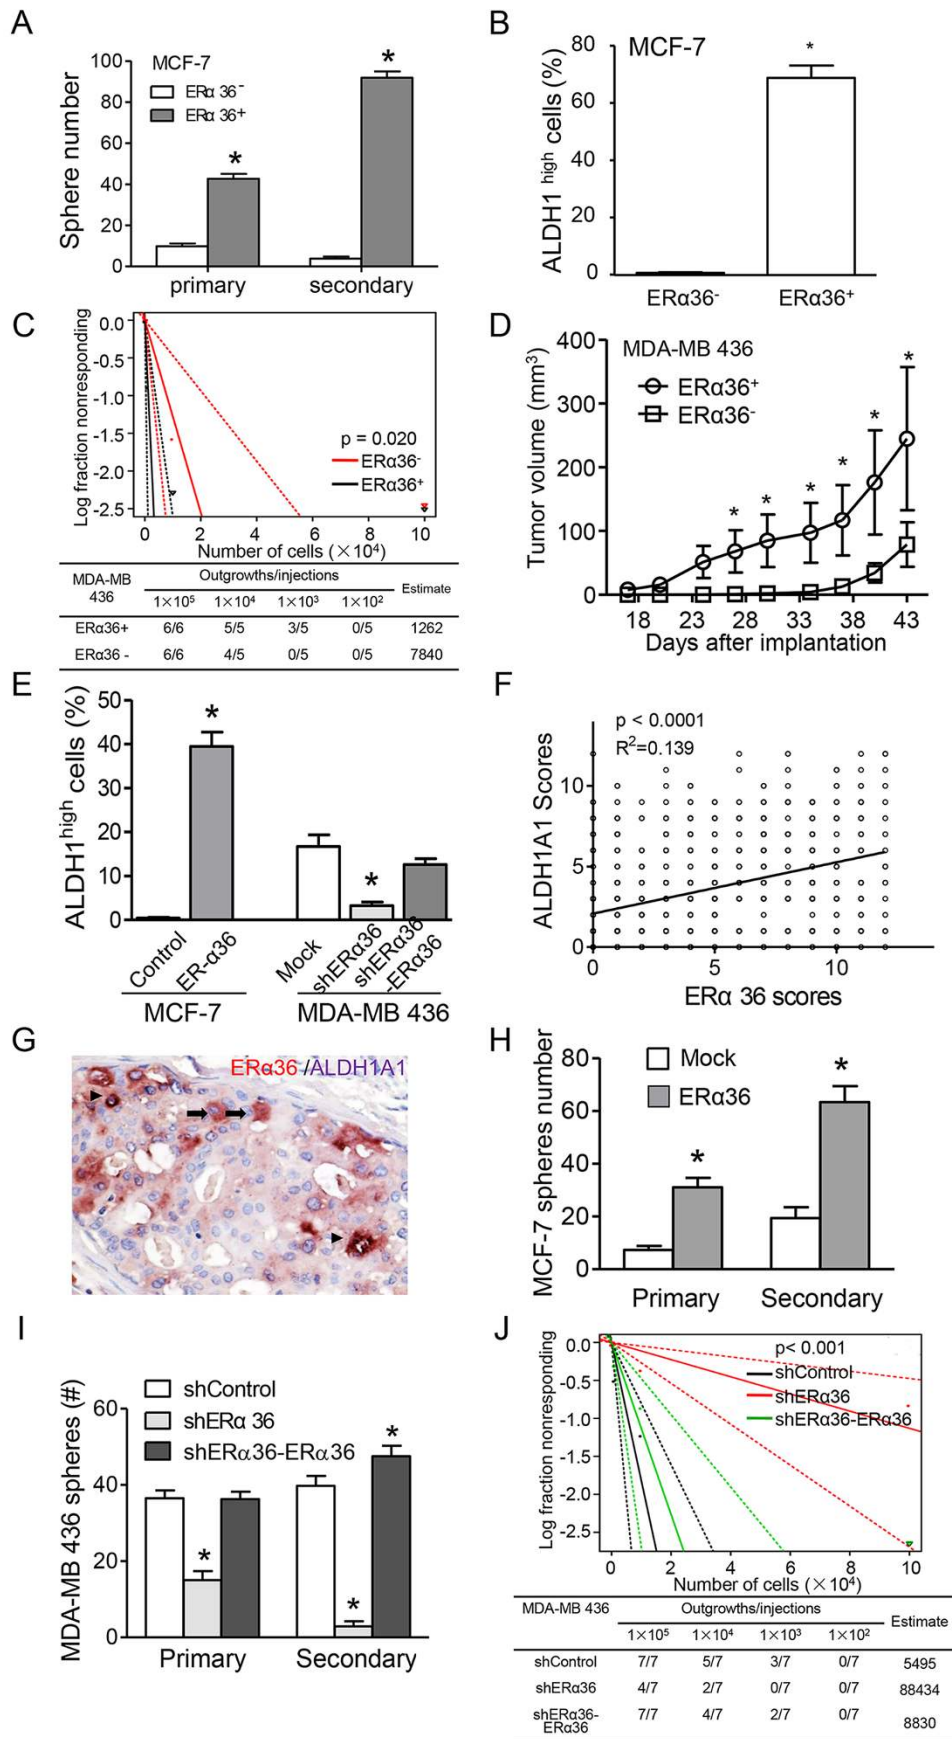 A
MCF-7
ERα 36-
ERα 36+
Sphere number
100
80
60
40
20
0
*
*
primary
secondary
B
MCF-7
ALDH1 high cells (%)
80
60
40
20
0
*
ERα36-
ERα36+
C
Log fraction nonresponding
0.0
-0.5
-1.0
-1.5
-2.0
-2.5
p = 0.020
ERα36-
ERα36+
0 2 4 6 8 10
Number of cells (×10⁴)
MDA-MB 436 Outgrowths/injections Estimate
1×10⁵ 1×10⁴ 1×10³ 1×10²
ERα36+ 6/6 5/5 3/5 0/5 1262
ERα36 - 6/6 4/5 0/5 0/5 7840
D
MDA-MB 436
ERα36+
ERα36-
Tumor volume (mm³)
400
300
200
100
0
* * * * * *
18 23 28 33 38 43
Days after implantation
E
ALDH1high cells (%)
50
40
30
20
10
0
*
*
Control
ER-α36
Mock
shERα36
shERα36
-ERα36
MCF-7
MDA-MB 436
F
p < 0.0001
R²=0.139
ALDH1A1 Scores
10
5
0
0 5 10
ERα 36 scores
G
ERα36 /ALDH1A1
H
Mock
ERα36
MCF-7 spheres number
80
60
40
20
0
*
*
Primary
Secondary
I
shControl
shERα 36
shERα36-ERα36
MDA-MB 436 spheres (#)
60
40
20
0
*
*
*
Primary
Secondary
J
Log fraction nonresponding
0.0
-0.5
-1.0
-1.5
-2.0
-2.5
p< 0.001
shControl
shERα36
shERα36-ERα36
0 2 4 6 8 10
Number of cells (×10⁴)
MDA-MB 436 Outgrowths/injections Estimate
1×10⁵ 1×10⁴ 1×10³ 1×10²
shControl 7/7 5/7 3/7 0/7 5495
shERα36 4/7 2/7 0/7 0/7 88434
shERα36-
ERα36 7/7 4/7 2/7 0/7 8830